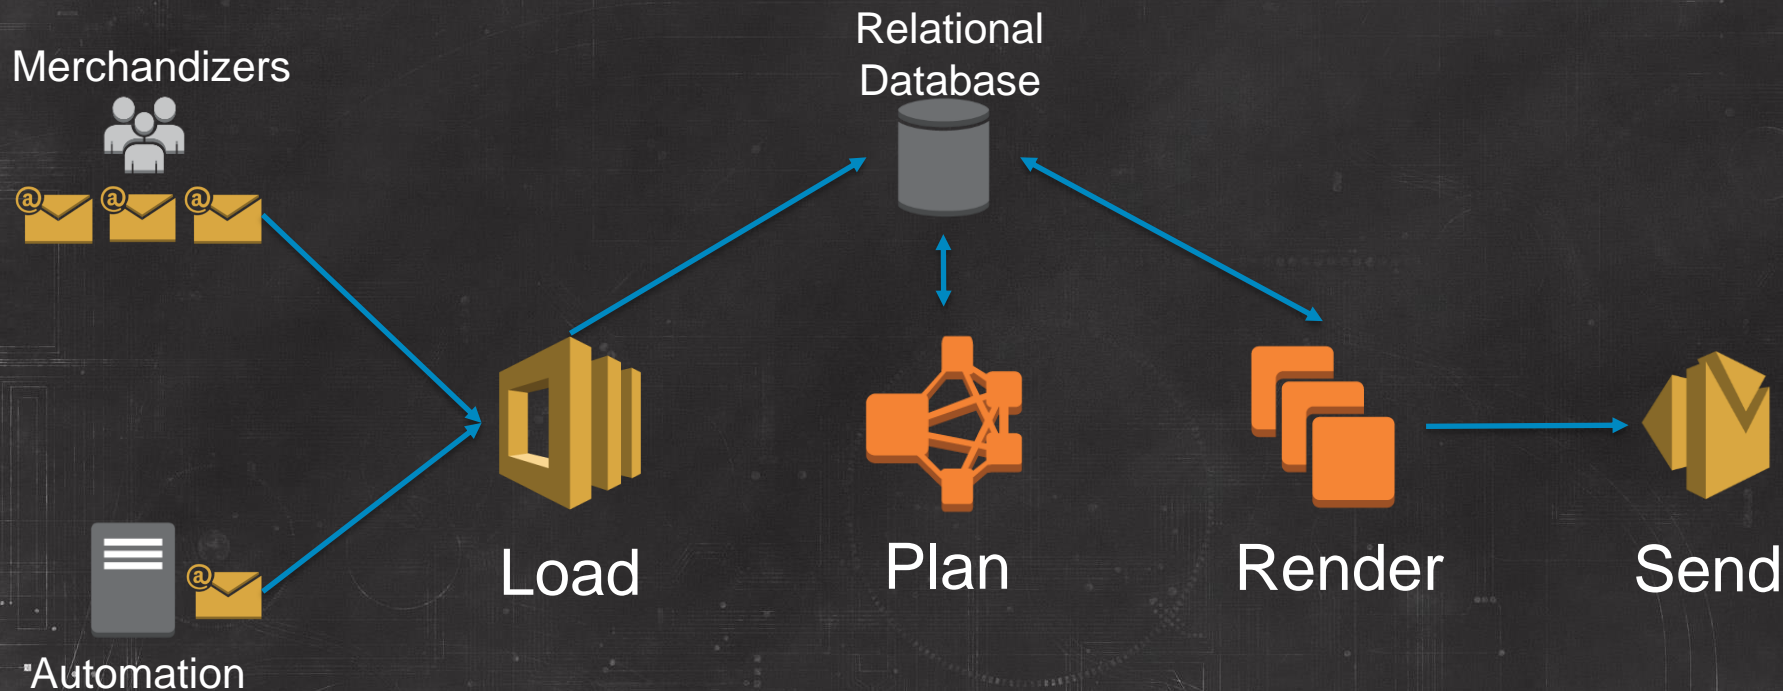 Relational
Database
Merchandizers
@ @ @
Load
Plan
Render
Send
@
Automation